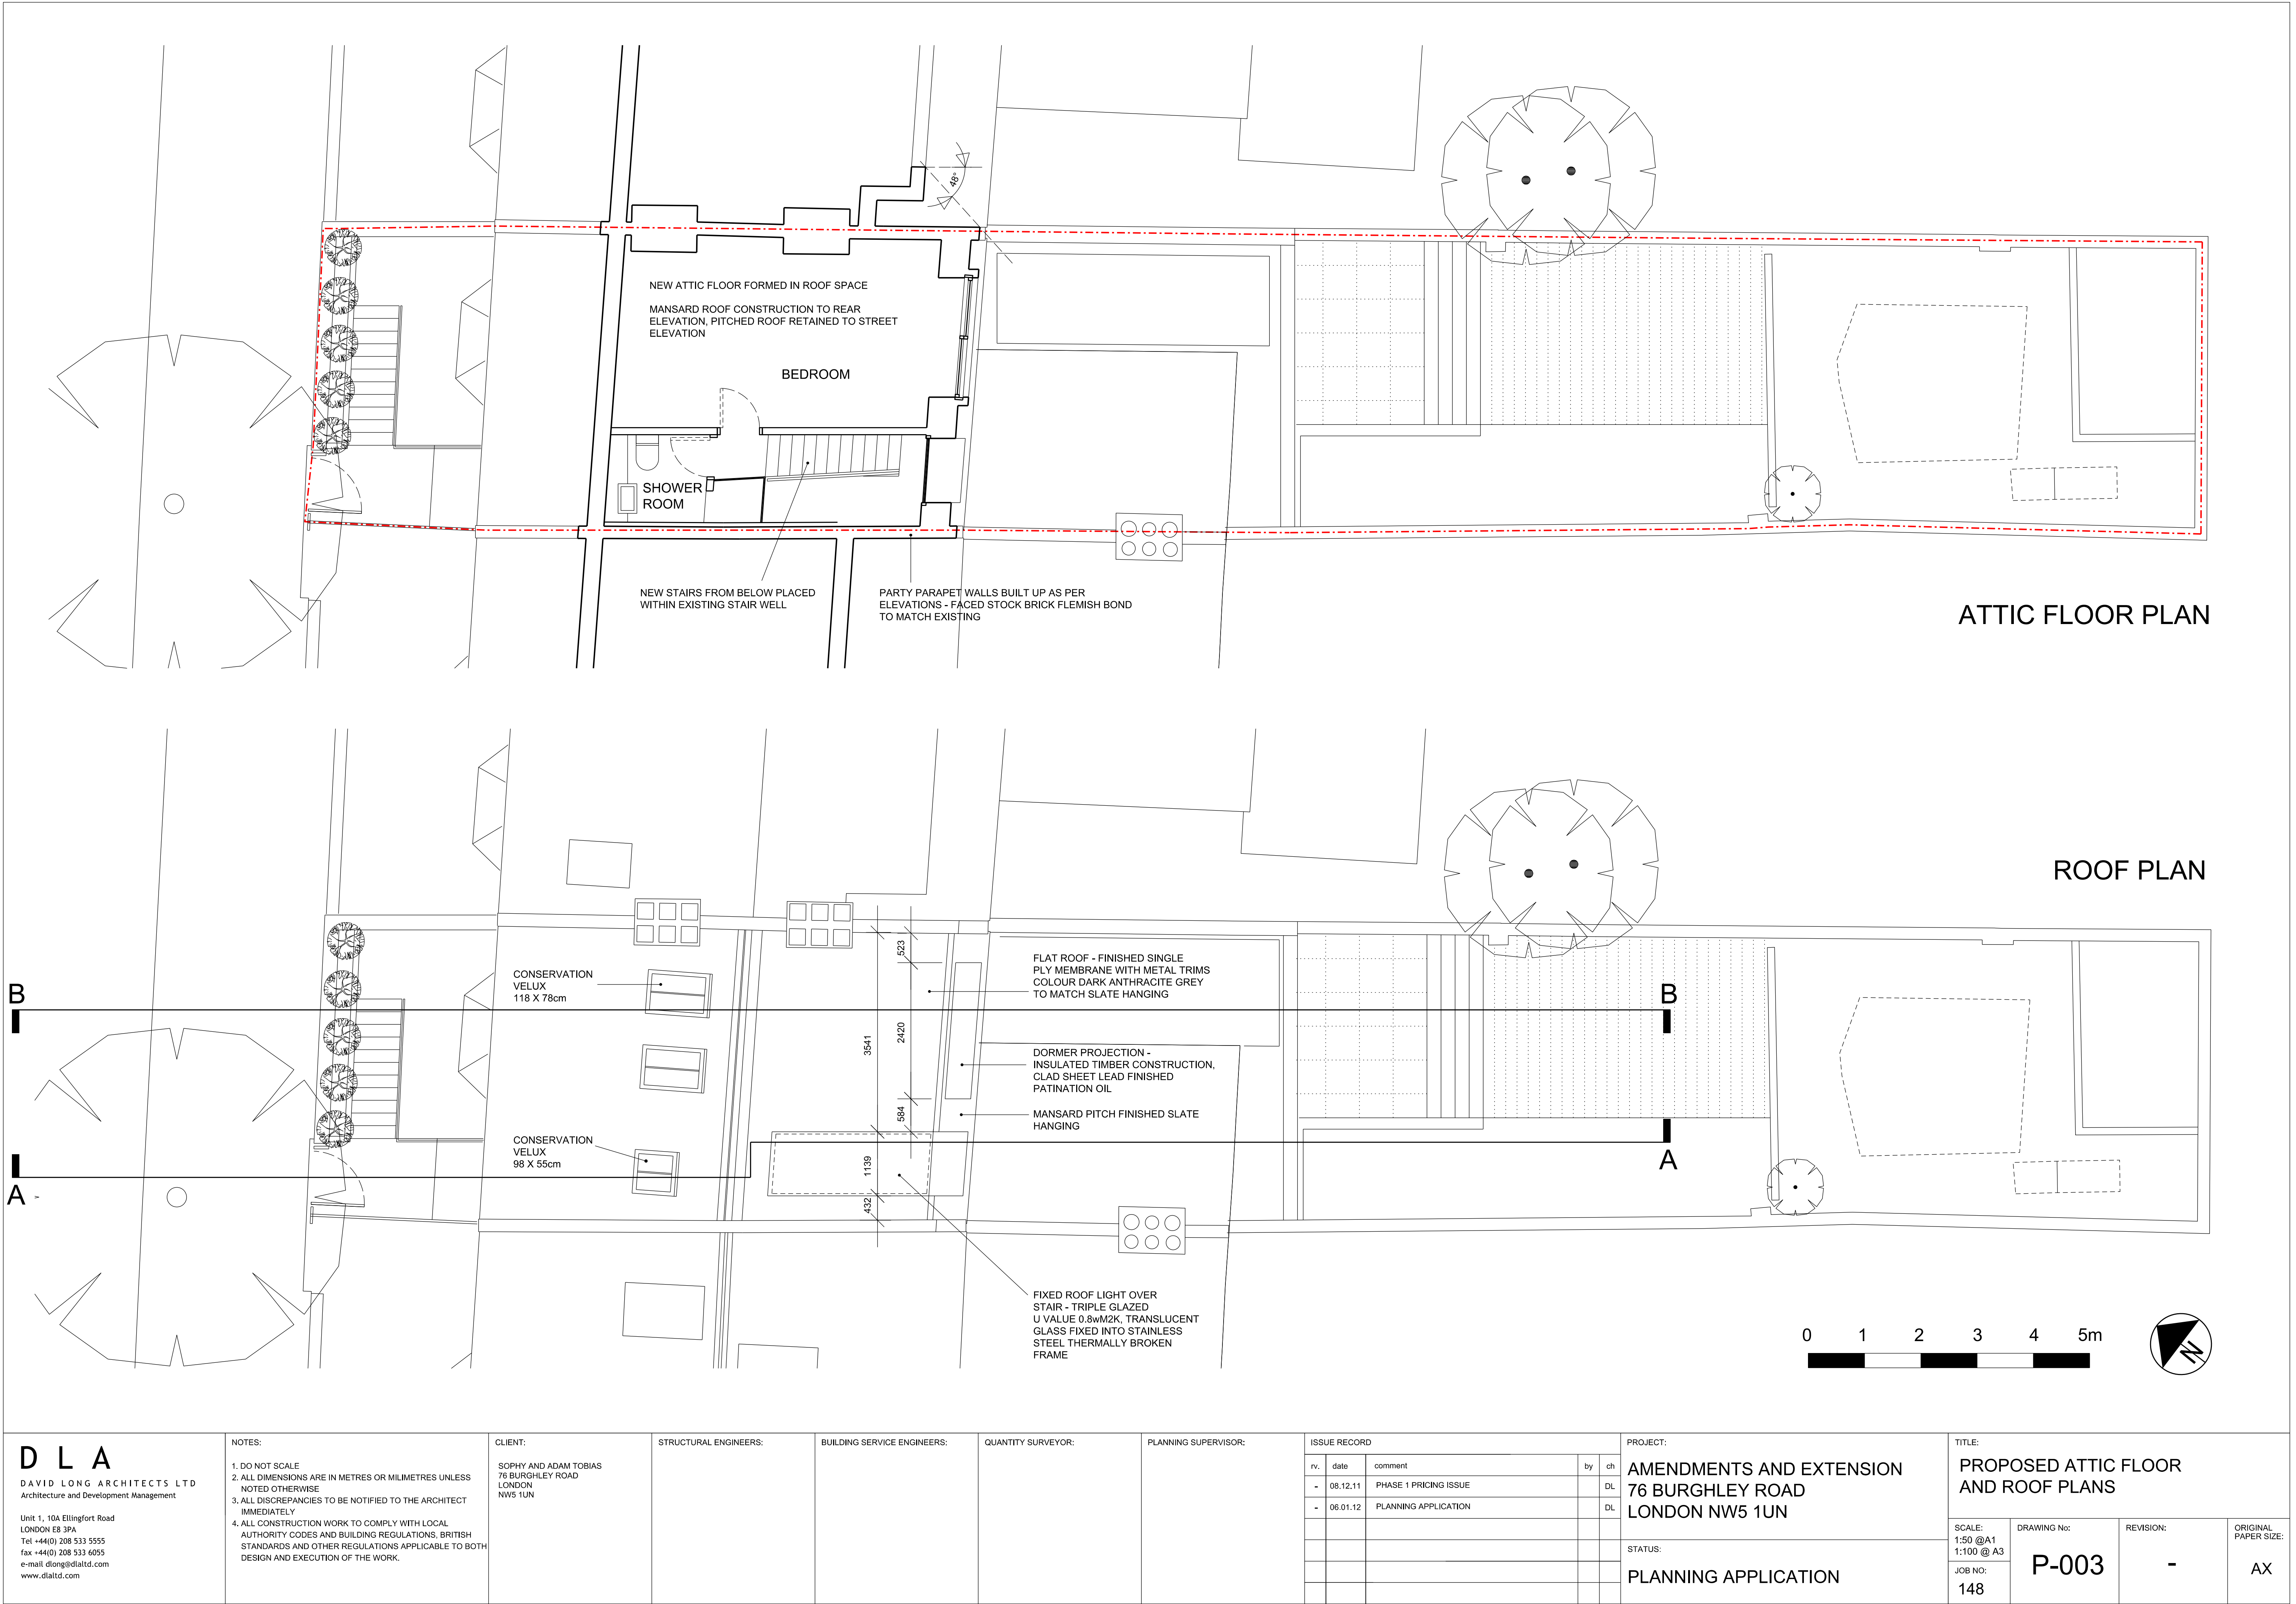 48°
NEW ATTIC FLOOR FORMED IN ROOF SPACE
MANSARD ROOF CONSTRUCTION TO REAR
ELEVATION, PITCHED ROOF RETAINED TO STREET
ELEVATION
BEDROOM
SHOWER
ROOM
NEW STAIRS FROM BELOW PLACED
WITHIN EXISTING STAIR WELL
PARTY PARAPET WALLS BUILT UP AS PER
ELEVATIONS - FACED STOCK BRICK FLEMISH BOND
TO MATCH EXISTING
ATTIC FLOOR PLAN
ROOF PLAN
CONSERVATION
VELUX
118 X 78cm
523
3541
2420
584
1139
432
FLAT ROOF - FINISHED SINGLE
PLY MEMBRANE WITH METAL TRIMS
COLOUR DARK ANTHRACITE GREY
TO MATCH SLATE HANGING
B
B
DORMER PROJECTION -
INSULATED TIMBER CONSTRUCTION,
CLAD SHEET LEAD FINISHED
PATINATION OIL
MANSARD PITCH FINISHED SLATE
HANGING
CONSERVATION
VELUX
98 X 55cm
A
A
FIXED ROOF LIGHT OVER
STAIR - TRIPLE GLAZED
U VALUE 0.8wM2K, TRANSLUCENT
GLASS FIXED INTO STAINLESS
STEEL THERMALLY BROKEN
FRAME
0 1 2 3 4 5m
N
D L A
DAVID LONG ARCHITECTS LTD
Architecture and Development Management
Unit 1, 10A Ellingfort Road
LONDON E8 3PA
Tel +44(0) 208 533 5555
fax +44(0) 208 533 6055
e-mail dlong@dlaltd.com
www.dlaltd.com
NOTES:
1. DO NOT SCALE
2. ALL DIMENSIONS ARE IN METRES OR MILIMETRES UNLESS
NOTED OTHERWISE
3. ALL DISCREPANCIES TO BE NOTIFIED TO THE ARCHITECT
IMMEDIATELY
4. ALL CONSTRUCTION WORK TO COMPLY WITH LOCAL
AUTHORITY CODES AND BUILDING REGULATIONS, BRITISH
STANDARDS AND OTHER REGULATIONS APPLICABLE TO BOTH
DESIGN AND EXECUTION OF THE WORK.
CLIENT:
SOPHY AND ADAM TOBIAS
76 BURGHLEY ROAD
LONDON
NW5 1UN
STRUCTURAL ENGINEERS:
BUILDING SERVICE ENGINEERS:
QUANTITY SURVEYOR:
PLANNING SUPERVISOR:
ISSUE RECORD
rv. date comment by ch
- 08.12.11 PHASE 1 PRICING ISSUE DL
- 06.01.12 PLANNING APPLICATION DL
PROJECT:
AMENDMENTS AND EXTENSION
76 BURGHLEY ROAD
LONDON NW5 1UN
STATUS:
PLANNING APPLICATION
TITLE:
PROPOSED ATTIC FLOOR
AND ROOF PLANS
SCALE:
1:50 @A1
1:100 @ A3
JOB NO:
148
DRAWING No:
P-003
REVISION:
-
ORIGINAL
PAPER SIZE:
AX